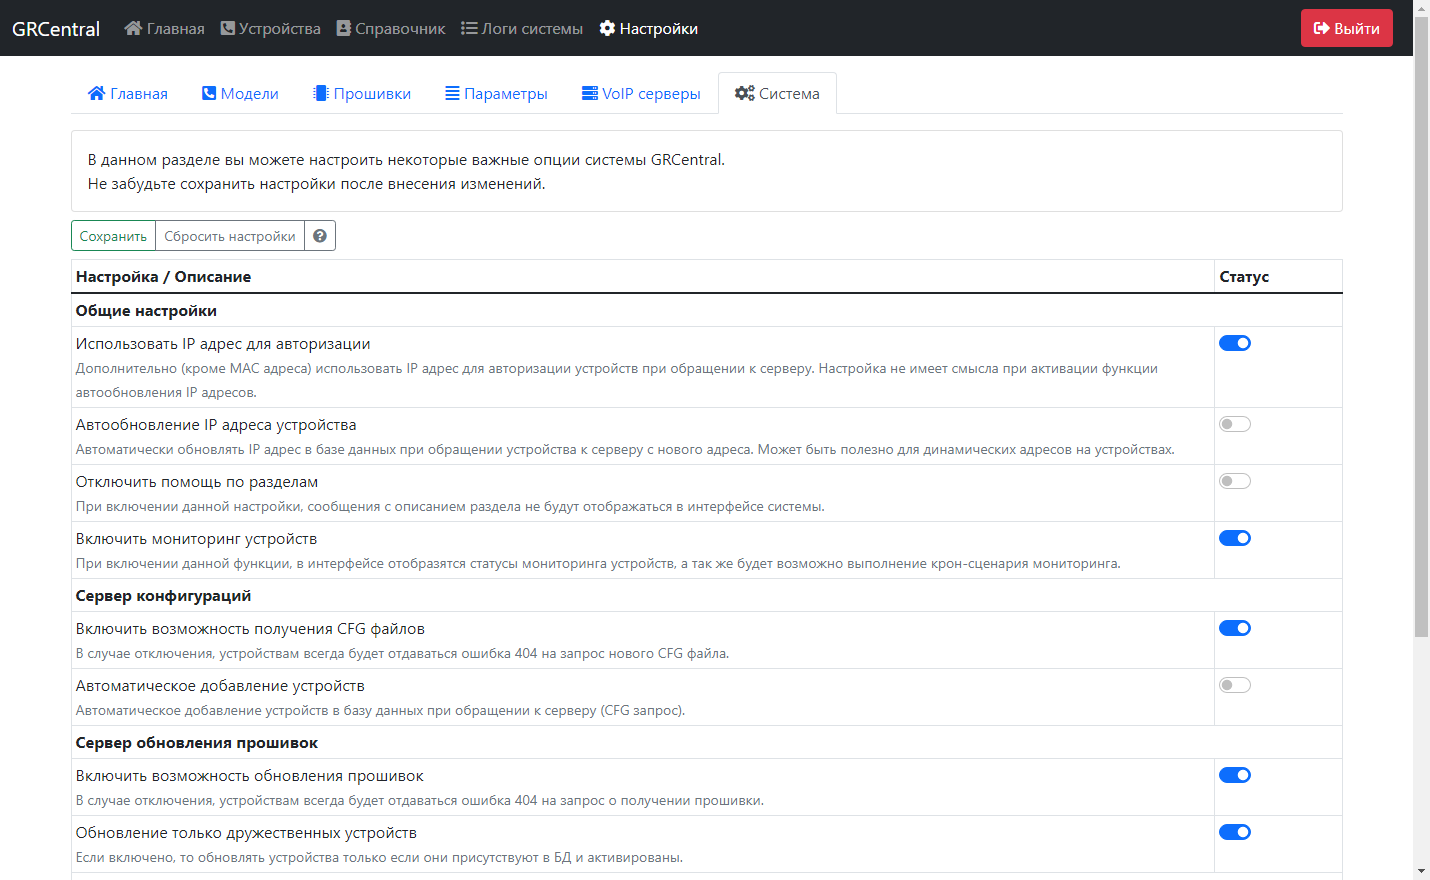 GRCentral Главная Устройства Справочник Логи системы Настройки Выйти
Главная Модели Прошивки Параметры VoIP серверы Система
В данном разделе вы можете настроить некоторые важные опции системы GRCentral.
Не забудьте сохранить настройки после внесения изменений.
Сохранить Сбросить настройки
Настройка / Описание Статус
Общие настройки
Использовать IP адрес для авторизации
Дополнительно (кроме MAC адреса) использовать IP адрес для авторизации устройств при обращении к серверу. Настройка не имеет смысла при активации функции
автообновления IP адресов.
Автообновление IP адреса устройства
Автоматически обновлять IP адрес в базе данных при обращении устройства к серверу с нового адреса. Может быть полезно для динамических адресов на устройствах.
Отключить помощь по разделам
При включении данной настройки, сообщения с описанием раздела не будут отображаться в интерфейсе системы.
Включить мониторинг устройств
При включении данной функции, в интерфейсе отобразятся статусы мониторинга устройств, а так же будет возможно выполнение крон-сценария мониторинга.
Сервер конфигураций
Включить возможность получения CFG файлов
В случае отключения, устройствам всегда будет отдаваться ошибка 404 на запрос нового CFG файла.
Автоматическое добавление устройств
Автоматическое добавление устройств в базу данных при обращении к серверу (CFG запрос).
Сервер обновления прошивок
Включить возможность обновления прошивок
В случае отключения, устройствам всегда будет отдаваться ошибка 404 на запрос о получении прошивки.
Обновление только дружественных устройств
Если включено, то обновлять устройства только если они присутствуют в БД и активированы.